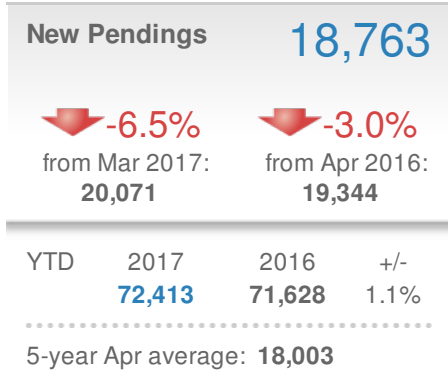 New Pendings 18,763
-6.5% -3.0%
from Mar 2017: from Apr 2016:
20,071 19,344
YTD 2017 2016 +/-
72,413 71,628 1.1%
5-year Apr average: 18,003